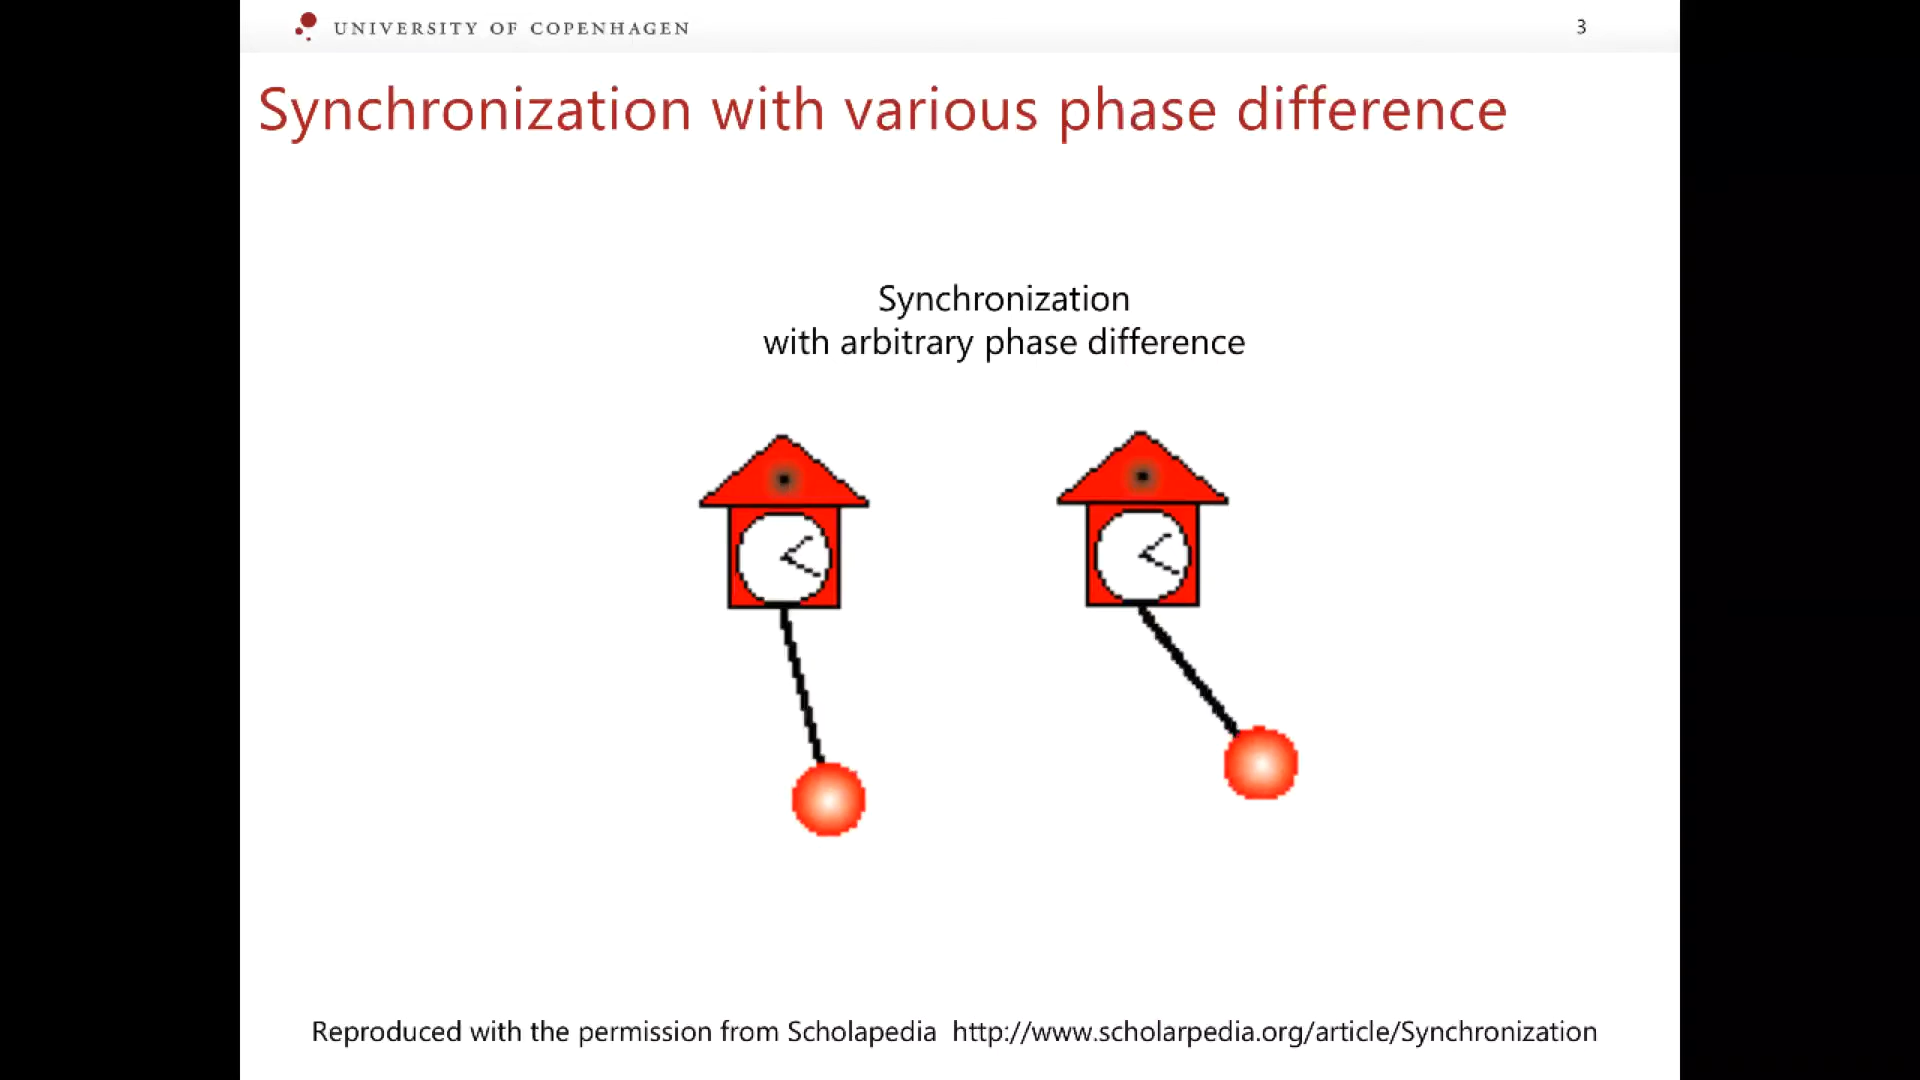 UNIVERSITY OF COPENHAGEN
3
Synchronization with various phase difference
Synchronization
with arbitrary phase difference
Reproduced with the permission from Scholapedia http://www.scholarpedia.org/article/Synchronization